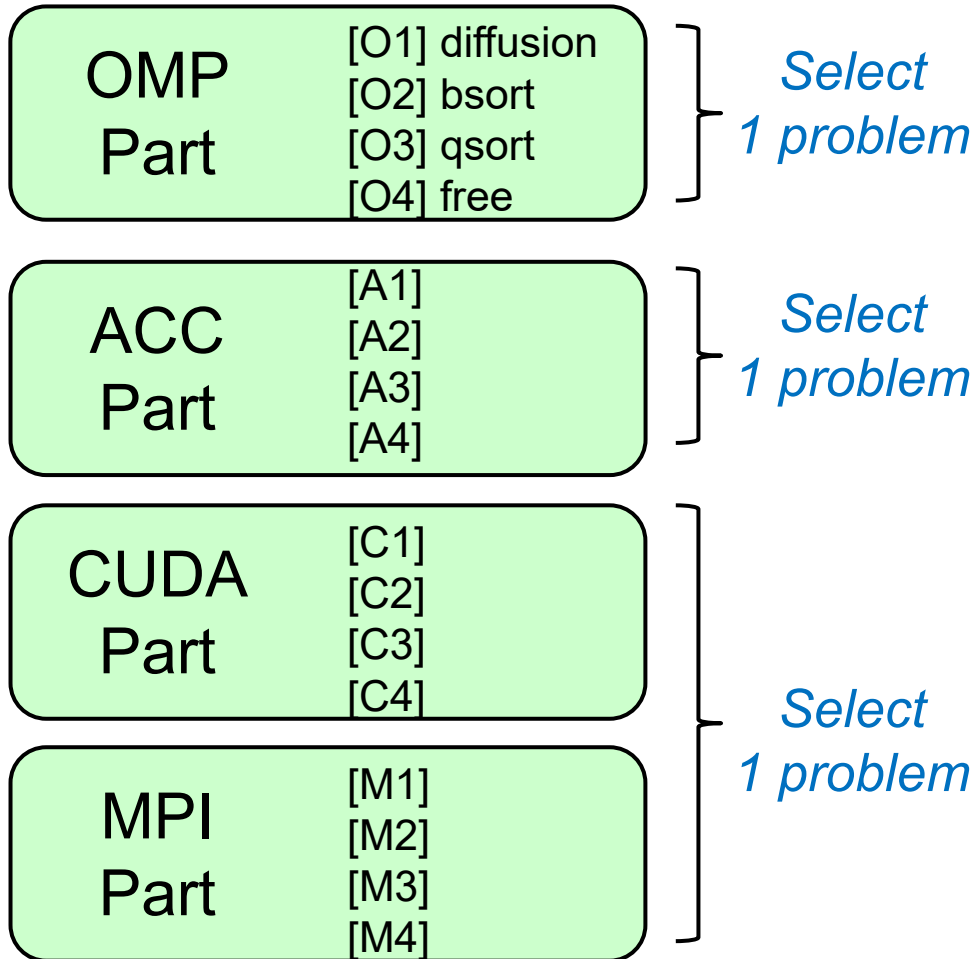 OMP
Part
[O1] diffusion
[O2] bsort
[O3] qsort
[O4] free
Select
1 problem
ACC
Part
[A1]
[A2]
[A3]
[A4]
Select
1 problem
CUDA
Part
[C1]
[C2]
[C3]
[C4]
MPI
Part
[M1]
[M2]
[M3]
[M4]
Select
1 problem